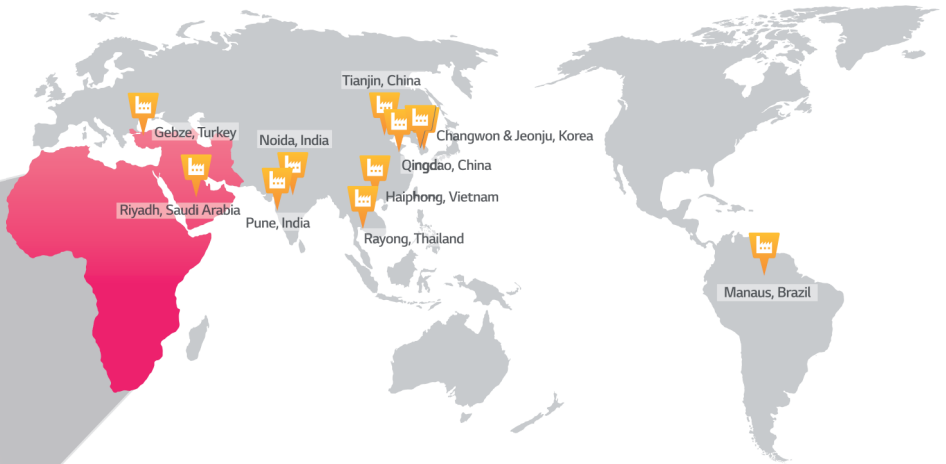 Tianjin, China
Gebze, Turkey
Noida, India
Changwon & Jeonju, Korea
Qingdao, China
Haiphong, Vietnam
Riyadh, Saudi Arabia
Pune, India
Rayong, Thailand
Manaus, Brazil